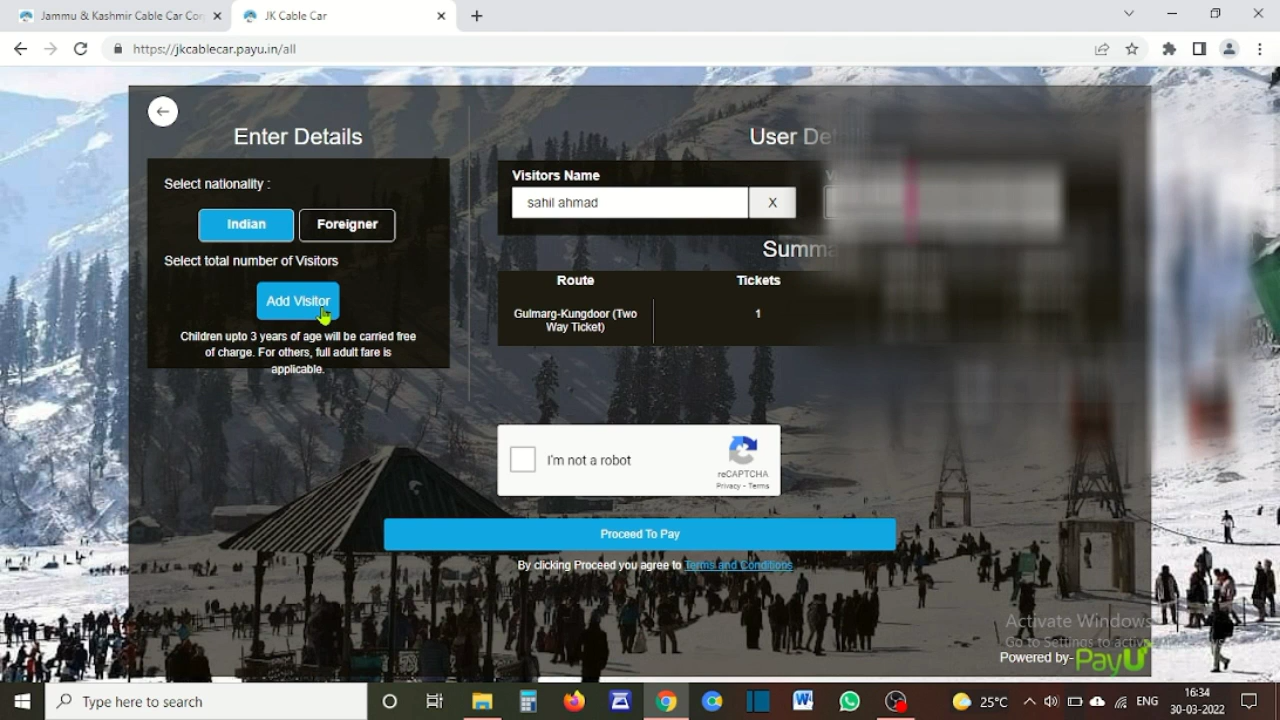 Jammu & Kashmir Cable Car Cor
JK Cable Car
https://jkcablecar.payu.in/all
Enter Details
Select nationality :
Indian
Foreigner
Select total number of Visitors
Add Visitor
Children upto 3 years of age will be carried free
of charge. For others, full adult fare is
applicable.
User De
Visitors Name
sahil ahmad
X
Summa
Route
Tickets
Gulmarg-Kungdoor (Two
Way Ticket)
1
I'm not a robot
reCAPTCHA
Privacy - Terms
Proceed To Pay
By clicking Proceed you agree to Terms and Conditions.
Activate Windows
Go to Settings to activ
Powered by- PayU
Type here to search
25°C
ENG
16:34
30-03-2022